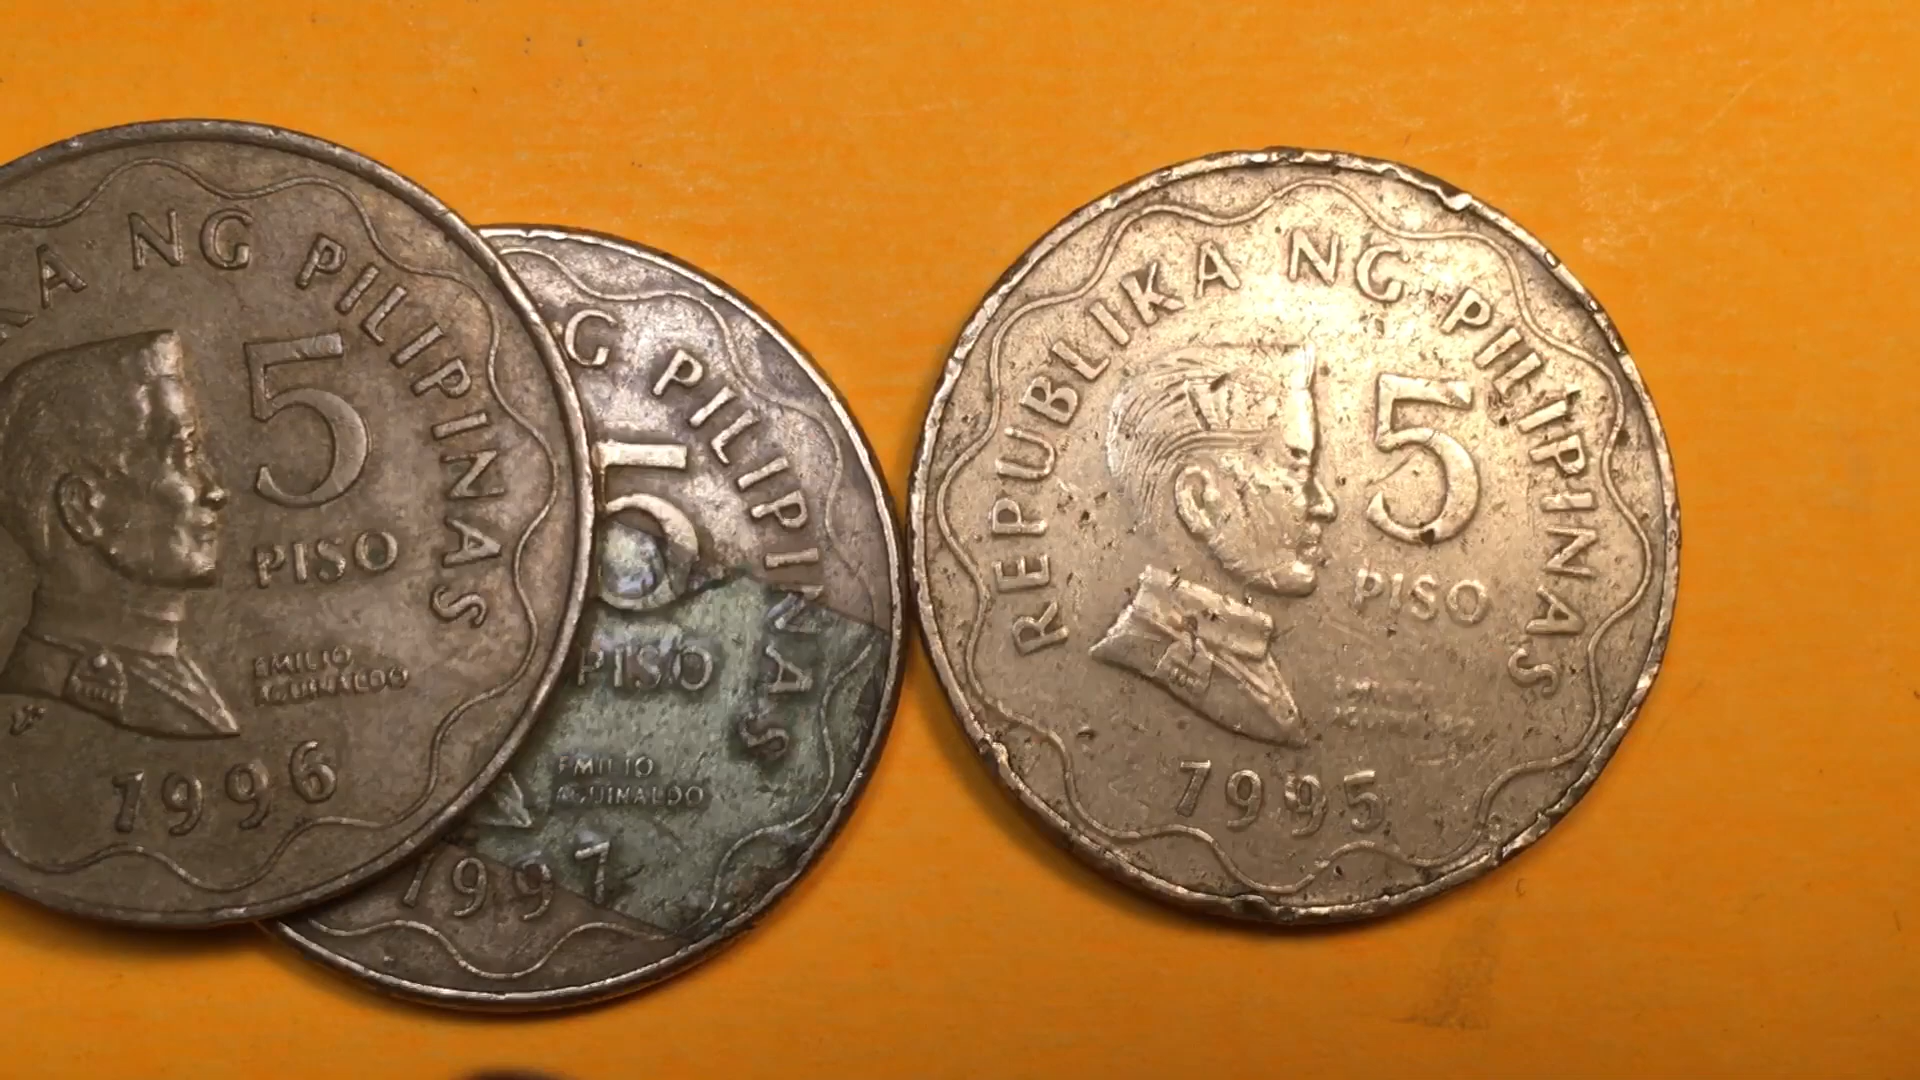 KA NG PILIPINAS
5
PISO
EMILIO
AGUINALDO
1996
G PILIPINAS
5
PISO
EMILIO
AGUINALDO
1997
REPUBLIKA NG PILIPINAS
5
PISO
1995